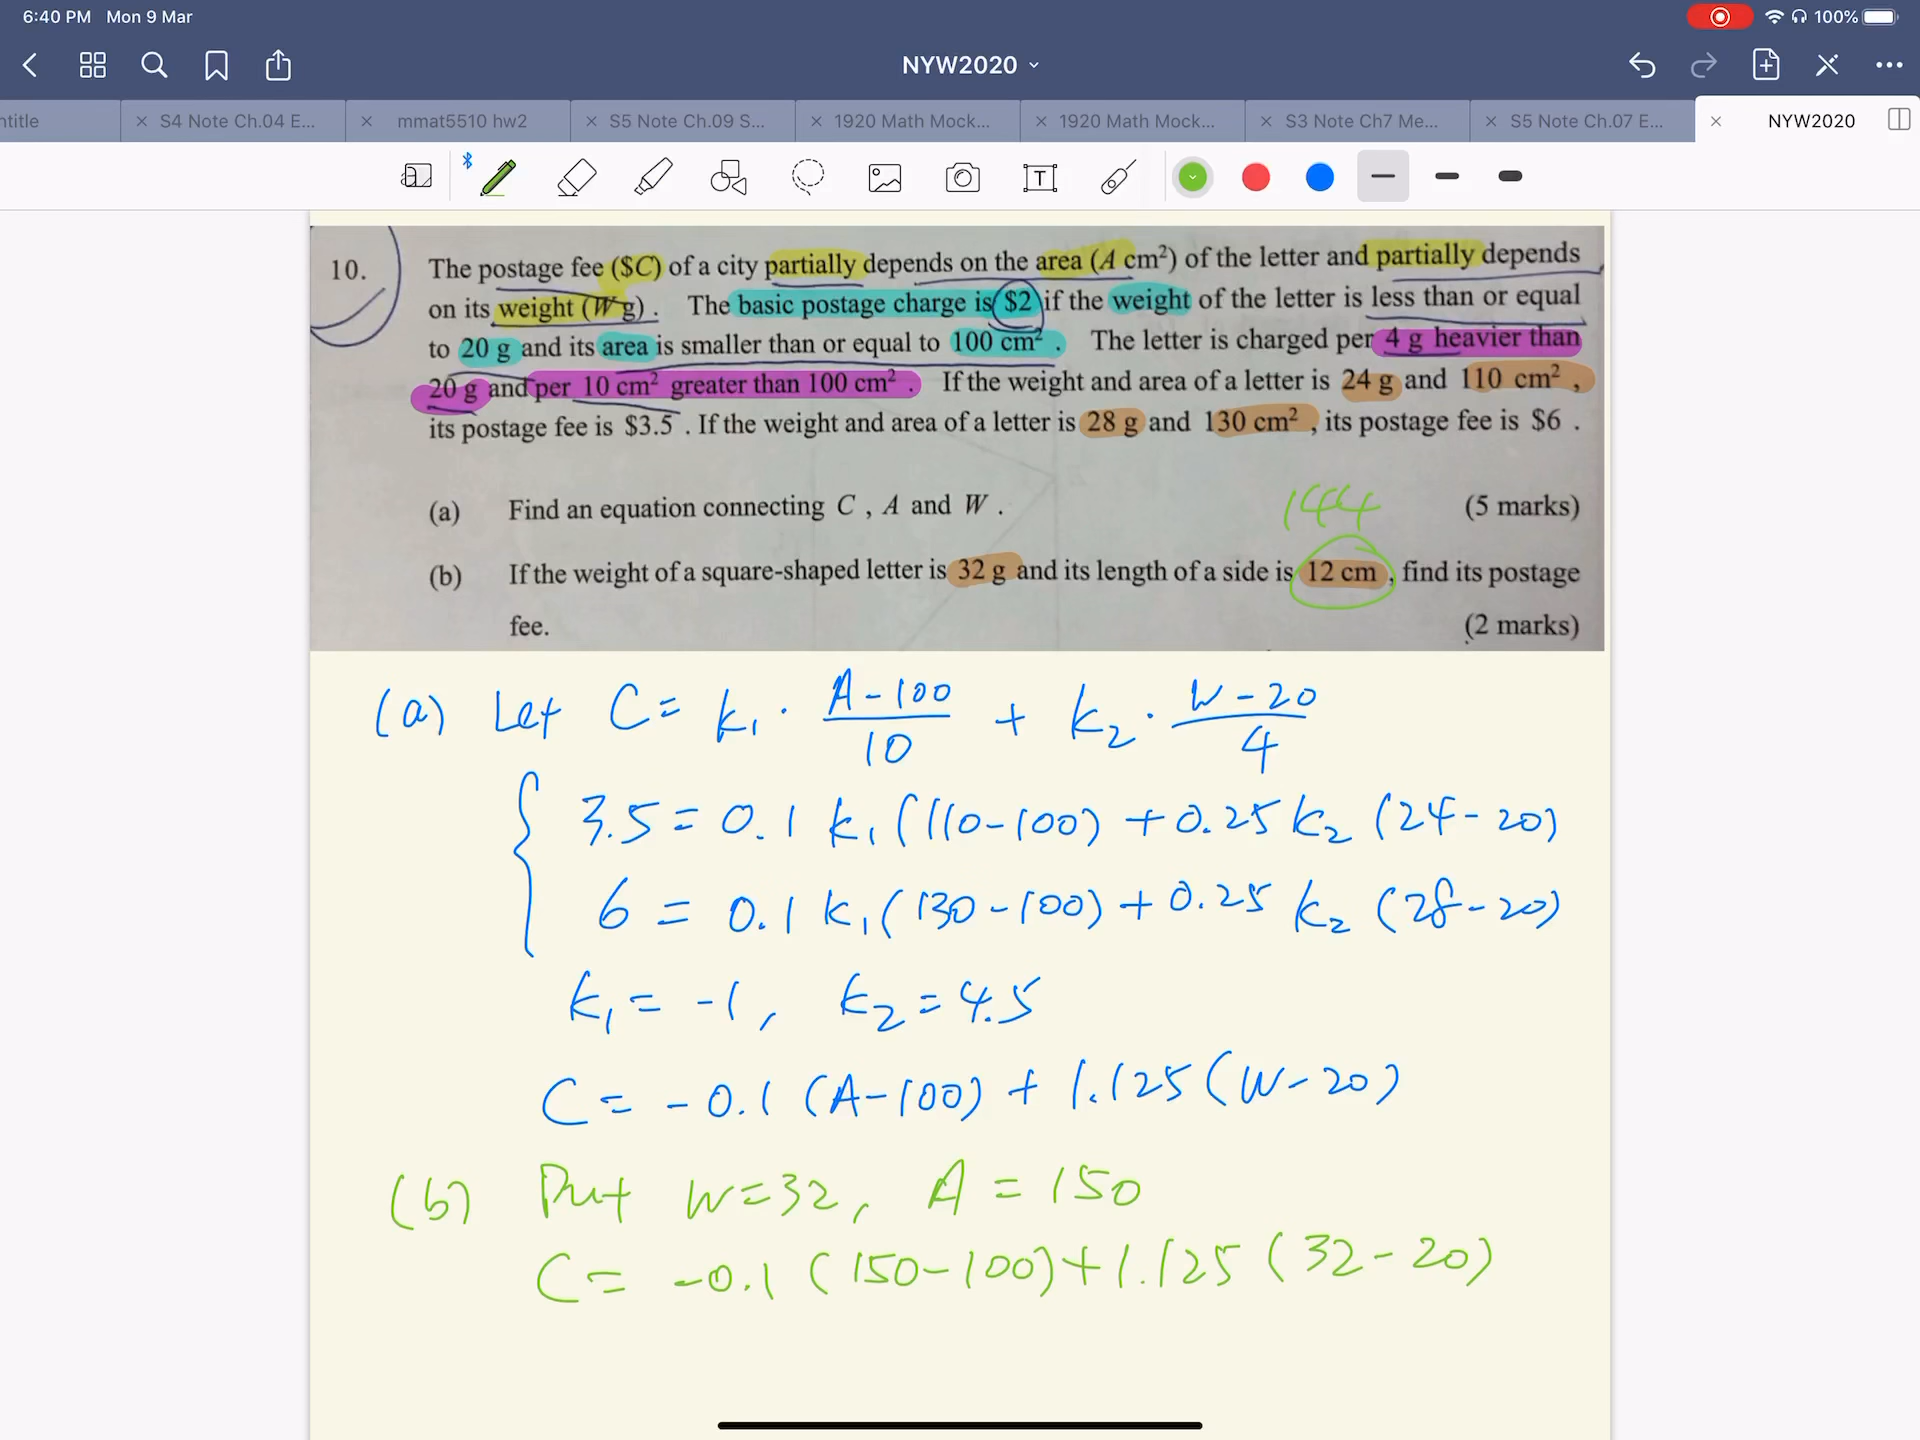 6:40 PM Mon 9 Mar
100%
NYW2020
ntitle
S4 Note Ch.04 E...
mmat5510 hw2
S5 Note Ch.09 S...
1920 Math Mock...
1920 Math Mock...
S3 Note Ch7 Me...
S5 Note Ch.07 E...
NYW2020
T
10. The postage fee ($C) of a city partially depends on the area (A cm²) of the letter and partially depends
on its weight (W g). The basic postage charge is $2 if the weight of the letter is less than or equal
to 20 g and its area is smaller than or equal to 100 cm². The letter is charged per 4 g heavier than
20 g and per 10 cm² greater than 100 cm². If the weight and area of a letter is 24 g and 110 cm²,
its postage fee is $3.5. If the weight and area of a letter is 28 g and 130 cm², its postage fee is $6.
(a) Find an equation connecting C, A and W. (5 marks)
144
(b) If the weight of a square-shaped letter is 32 g and its length of a side is 12 cm, find its postage
fee. (2 marks)
(a) Let C = k₁ · (A-100)/10 + k₂ · (W-20)/4
3.5 = 0.1 k₁ (110-100) + 0.25 k₂ (24-20)
6 = 0.1 k₁ (130-100) + 0.25 k₂ (28-20)
k₁ = -1, k₂ = 4.5
C = -0.1 (A-100) + 1.125 (W-20)
(b) Put W=32, A = 150
C = -0.1 (150-100) + 1.125 (32-20)